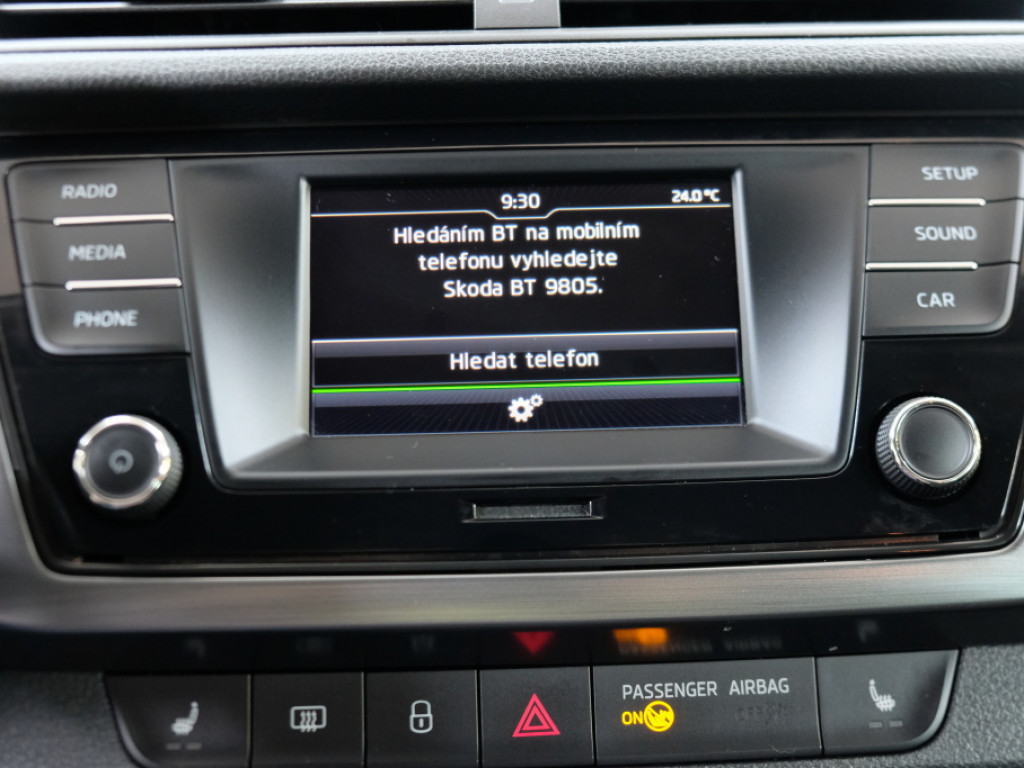 RADIO
MEDIA
PHONE
9:30
24.0°C
Hledáním BT na mobilním
telefonu vyhledejte
Skoda BT 9805.
Hledat telefon
SETUP
SOUND
CAR
PASSENGER AIRBAG
ON